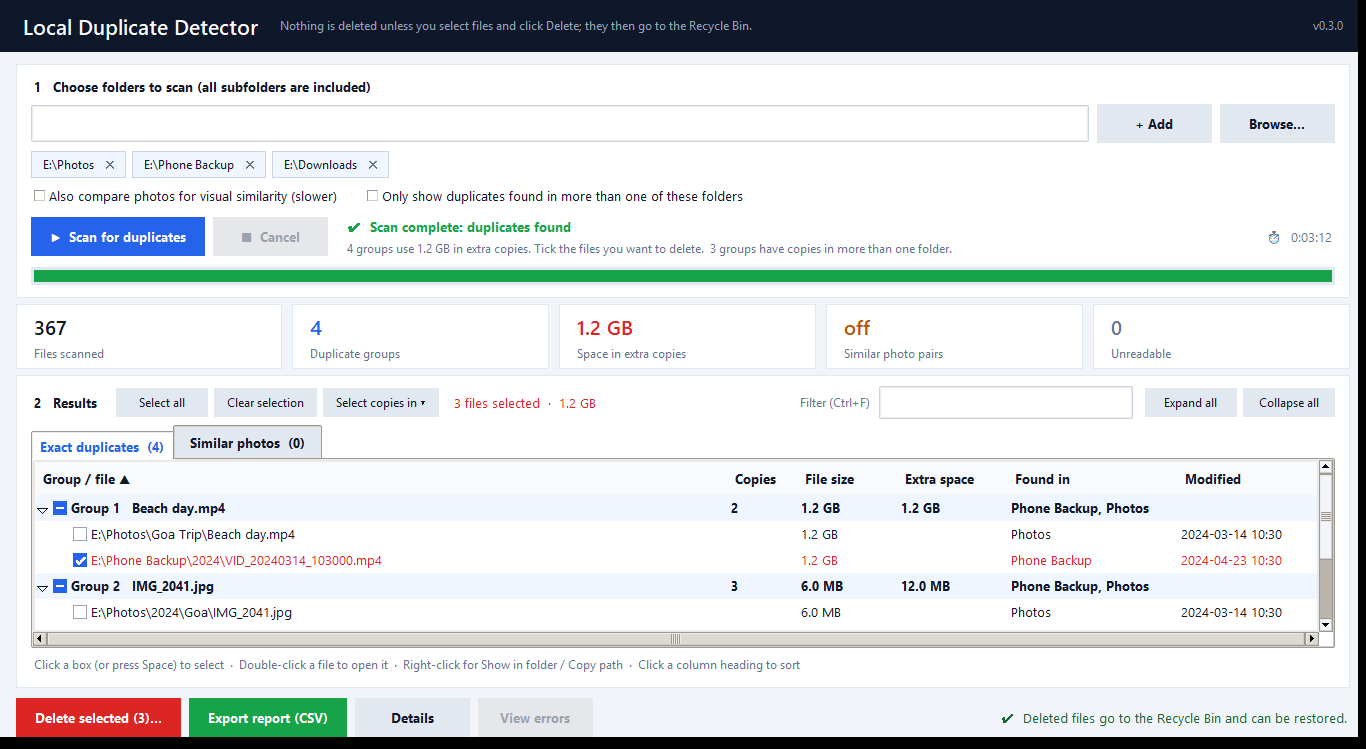 Local Duplicate Detector Nothing is deleted unless you select files and click Delete; they then go to the Recycle Bin. v0.3.0
1 Choose folders to scan (all subfolders are included)
+ Add Browse...
E:\Photos ✕ E:\Phone Backup ✕ E:\Downloads ✕
Also compare photos for visual similarity (slower) Only show duplicates found in more than one of these folders
► Scan for duplicates ■ Cancel
✔ Scan complete: duplicates found
4 groups use 1.2 GB in extra copies. Tick the files you want to delete. 3 groups have copies in more than one folder.
⏱ 0:03:12
367 4 1.2 GB off 0
Files scanned Duplicate groups Space in extra copies Similar photo pairs Unreadable
2 Results Select all Clear selection Select copies in ▾ 3 files selected · 1.2 GB Filter (Ctrl+F) Expand all Collapse all
Exact duplicates (4) Similar photos (0)
Group / file ▲ Copies File size Extra space Found in Modified
Group 1 Beach day.mp4 2 1.2 GB 1.2 GB Phone Backup, Photos
E:\Photos\Goa Trip\Beach day.mp4 1.2 GB Photos 2024-03-14 10:30
E:\Phone Backup\2024\VID_20240314_103000.mp4 1.2 GB Phone Backup 2024-04-23 10:30
Group 2 IMG_2041.jpg 3 6.0 MB 12.0 MB Phone Backup, Photos
E:\Photos\2024\Goa\IMG_2041.jpg 6.0 MB Photos 2024-03-14 10:30
Click a box (or press Space) to select · Double-click a file to open it · Right-click for Show in folder / Copy path · Click a column heading to sort
Delete selected (3)... Export report (CSV) Details View errors ✔ Deleted files go to the Recycle Bin and can be restored.